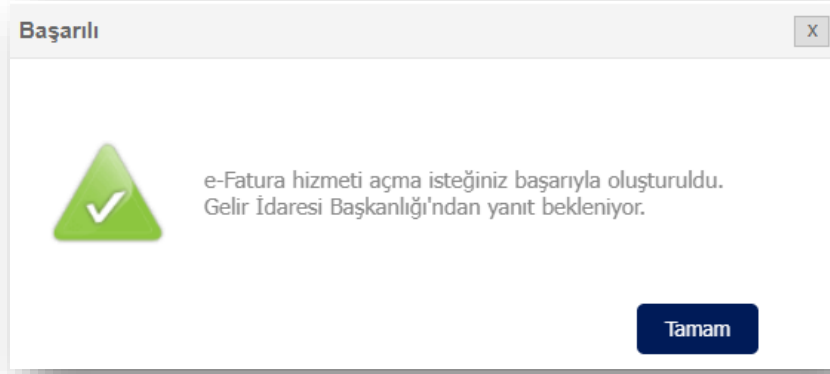 Başarılı
X
e-Fatura hizmeti açma isteğiniz başarıyla oluşturuldu.
Gelir İdaresi Başkanlığı'ndan yanıt bekleniyor.
Tamam